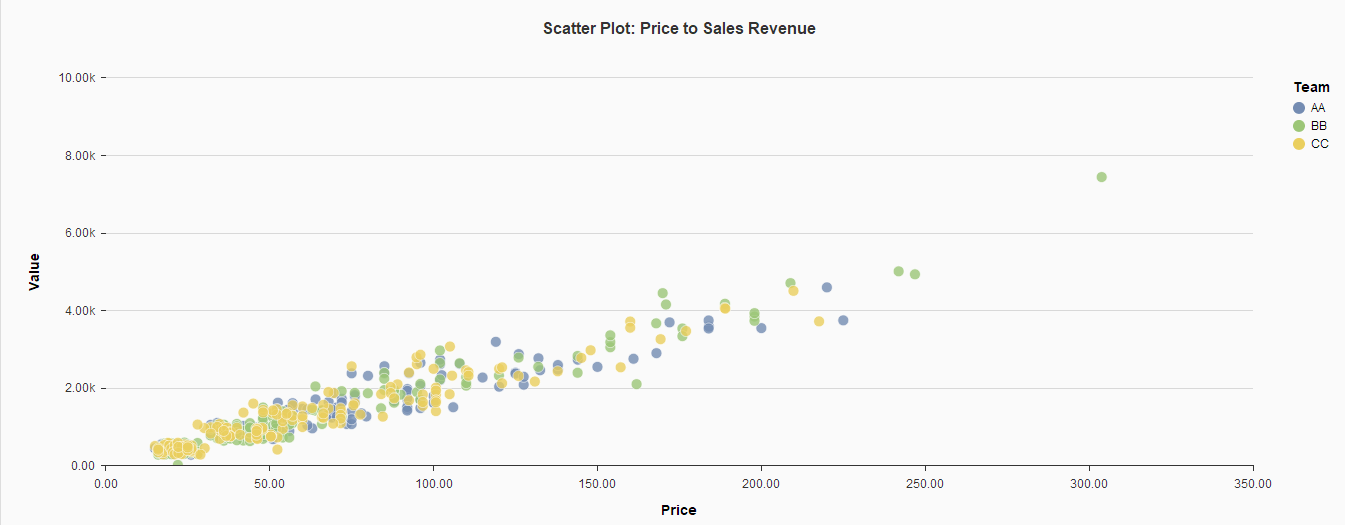 Scatter Plot: Price to Sales Revenue
10.00k
8.00k
6.00k
4.00k
2.00k
0.00
Value
0.00 50.00 100.00 150.00 200.00 250.00 300.00 350.00
Price
Team
AA
BB
CC